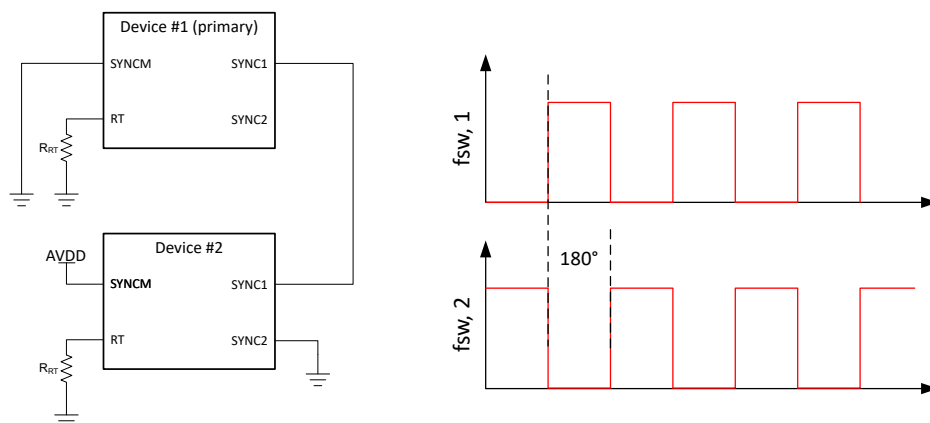 Device #1 (primary)
SYNCM
SYNC1
RT
SYNC2
RRT
AVDD
Device #2
SYNCM
SYNC1
RT
SYNC2
RRT
fsw, 1
180°
fsw, 2